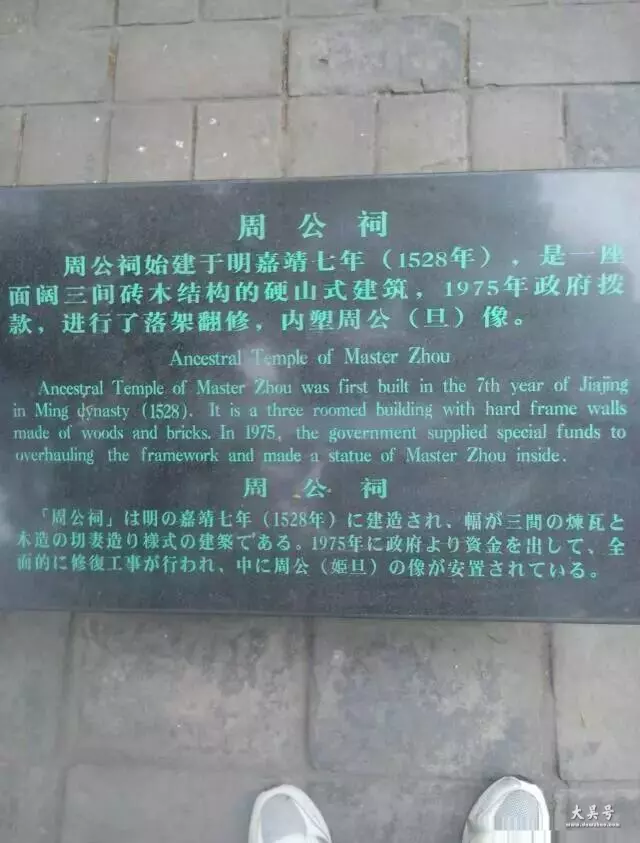 周公祠
周公祠始建于明嘉靖七年（1528年），是一座
面阔三间砖木结构的硬山式建筑，1975年政府拨
款，进行了落架翻修，内塑周公（旦）像。
Ancestral Temple of Master Zhou
Ancestral Temple of Master Zhou was first built in the 7th year of Jiajing
in Ming dynasty (1528). It is a three roomed building with hard frame walls
made of woods and bricks. In 1975, the government supplied special funds to
overhauling the framework and made a statue of Master Zhou inside.
周公祠
「周公祠」は明の嘉靖七年（1528年）に建造され、幅が三間の煉瓦と
木造の切妻造り様式の建築である。1975年に政府より資金を出して、全
面的に修復工事が行われ、中に周公（姫旦）の像が安置されている。
大昊号